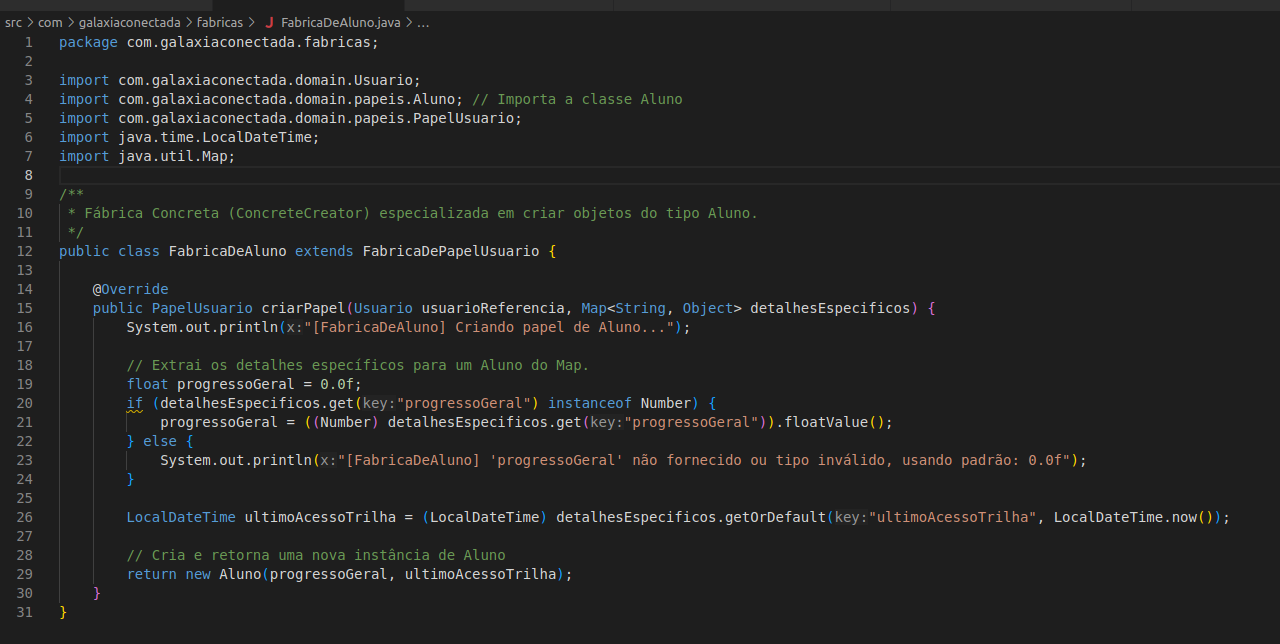 src > com > galaxiaconectada > fabricas > J FabricaDeAluno.java > ...
1 package com.galaxiaconectada.fabricas;
2
3 import com.galaxiaconectada.domain.Usuario;
4 import com.galaxiaconectada.domain.papeis.Aluno; // Importa a classe Aluno
5 import com.galaxiaconectada.domain.papeis.PapelUsuario;
6 import java.time.LocalDateTime;
7 import java.util.Map;
8
9 /**
10  * Fábrica Concreta (ConcreteCreator) especializada em criar objetos do tipo Aluno.
11  */
12 public class FabricaDeAluno extends FabricaDePapelUsuario {
13
14     @Override
15     public PapelUsuario criarPapel(Usuario usuarioReferencia, Map<String, Object> detalhesEspecificos) {
16         System.out.println(x:"[FabricaDeAluno] Criando papel de Aluno...");
17
18         // Extrai os detalhes específicos para um Aluno do Map.
19         float progressoGeral = 0.0f;
20         if (detalhesEspecificos.get(key:"progressoGeral") instanceof Number) {
21             progressoGeral = ((Number) detalhesEspecificos.get(key:"progressoGeral")).floatValue();
22         } else {
23             System.out.println(x:"[FabricaDeAluno] 'progressoGeral' não fornecido ou tipo inválido, usando padrão: 0.0f");
24         }
25
26         LocalDateTime ultimoAcessoTrilha = (LocalDateTime) detalhesEspecificos.getOrDefault(key:"ultimoAcessoTrilha", LocalDateTime.now());
27
28         // Cria e retorna uma nova instância de Aluno
29         return new Aluno(progressoGeral, ultimoAcessoTrilha);
30     }
31 }